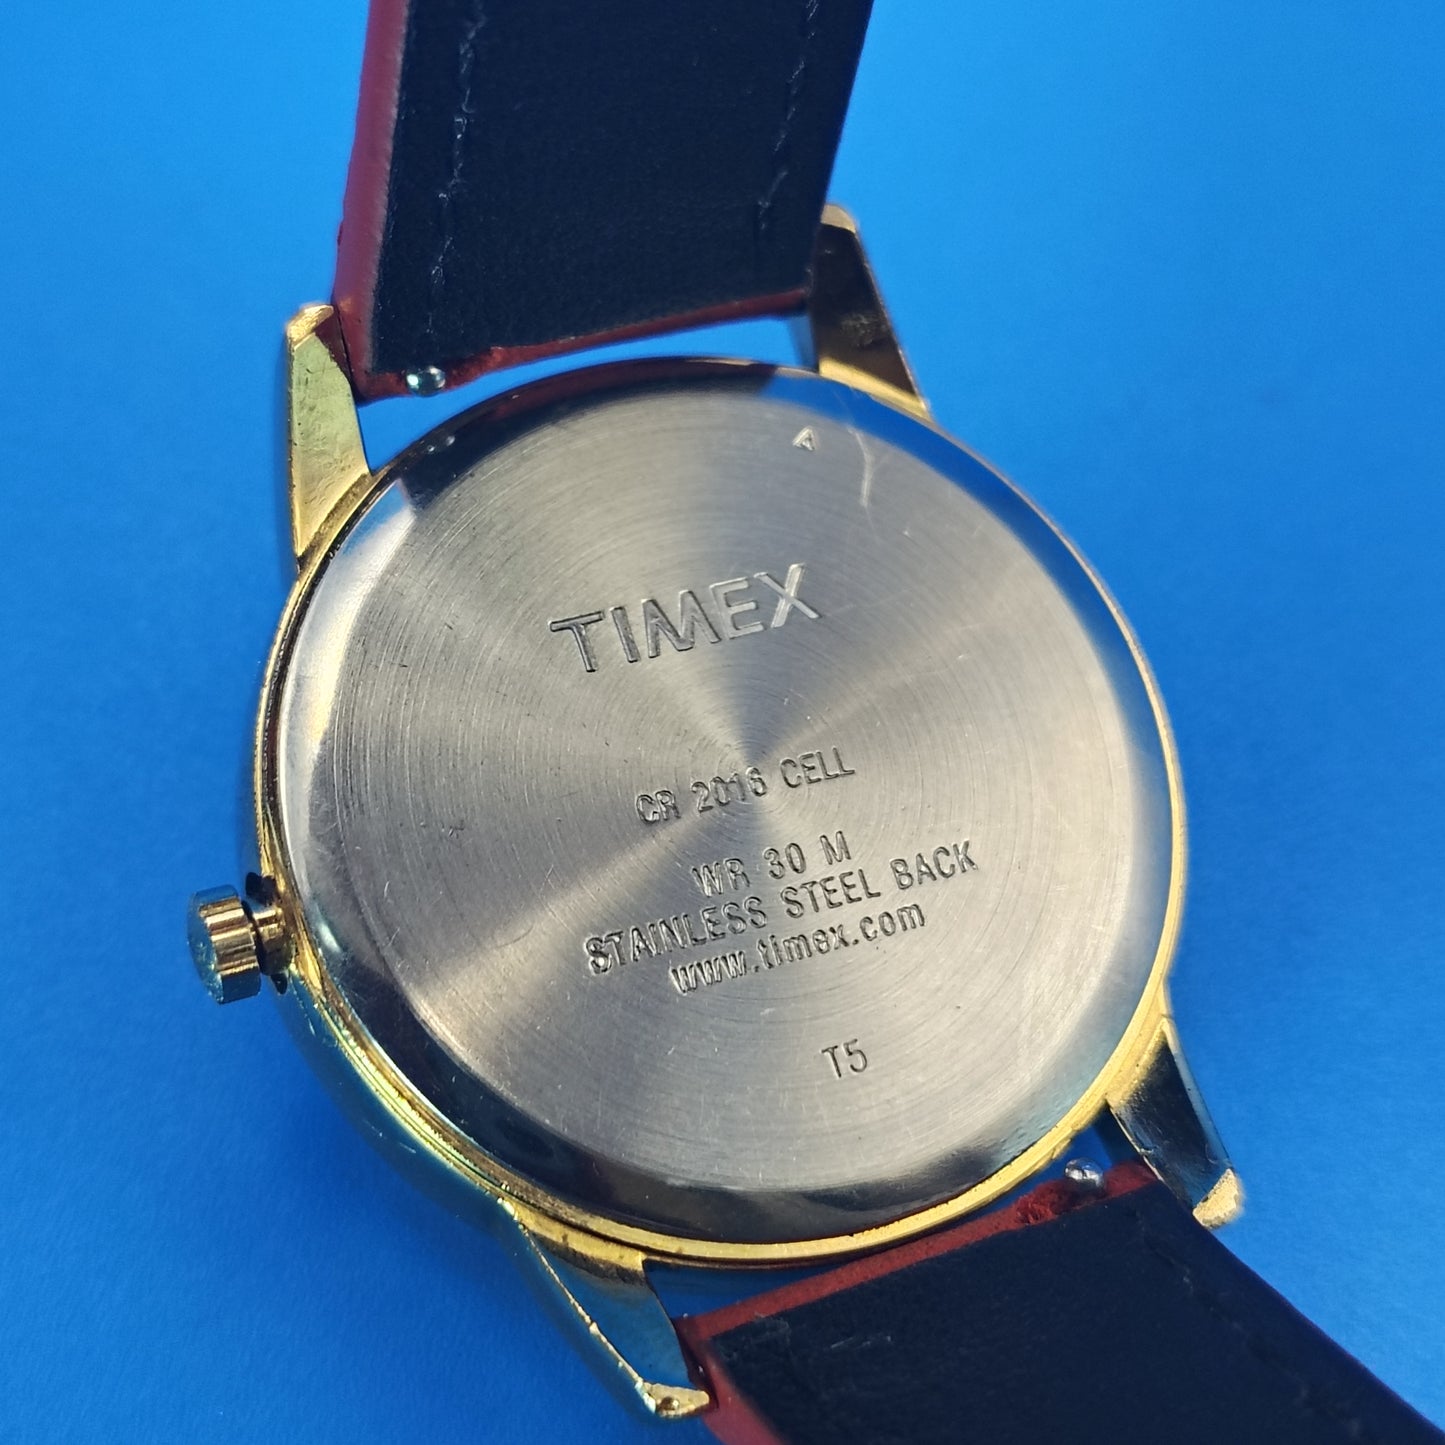 A
TIMEX
CR 2016 CELL
WR 30 M
STAINLESS STEEL BACK
www.timex.com
T5